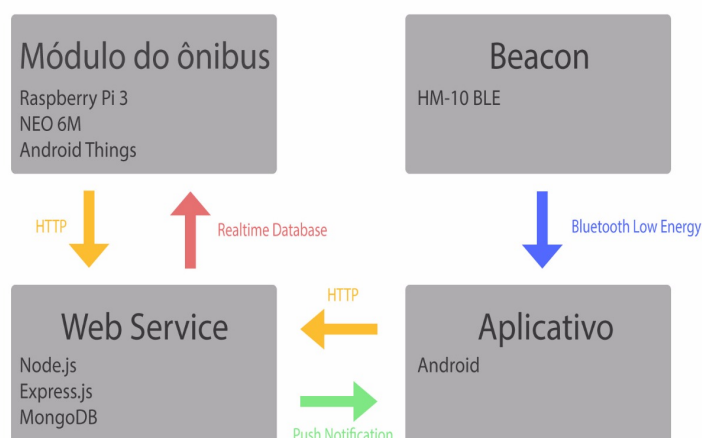 Módulo do ônibus
Raspberry Pi 3
NEO 6M
Android Things
Beacon
HM-10 BLE
HTTP
Realtime Database
Bluetooth Low Energy
Web Service
Node.js
Express.js
MongoDB
HTTP
Push Notification
Aplicativo
Android